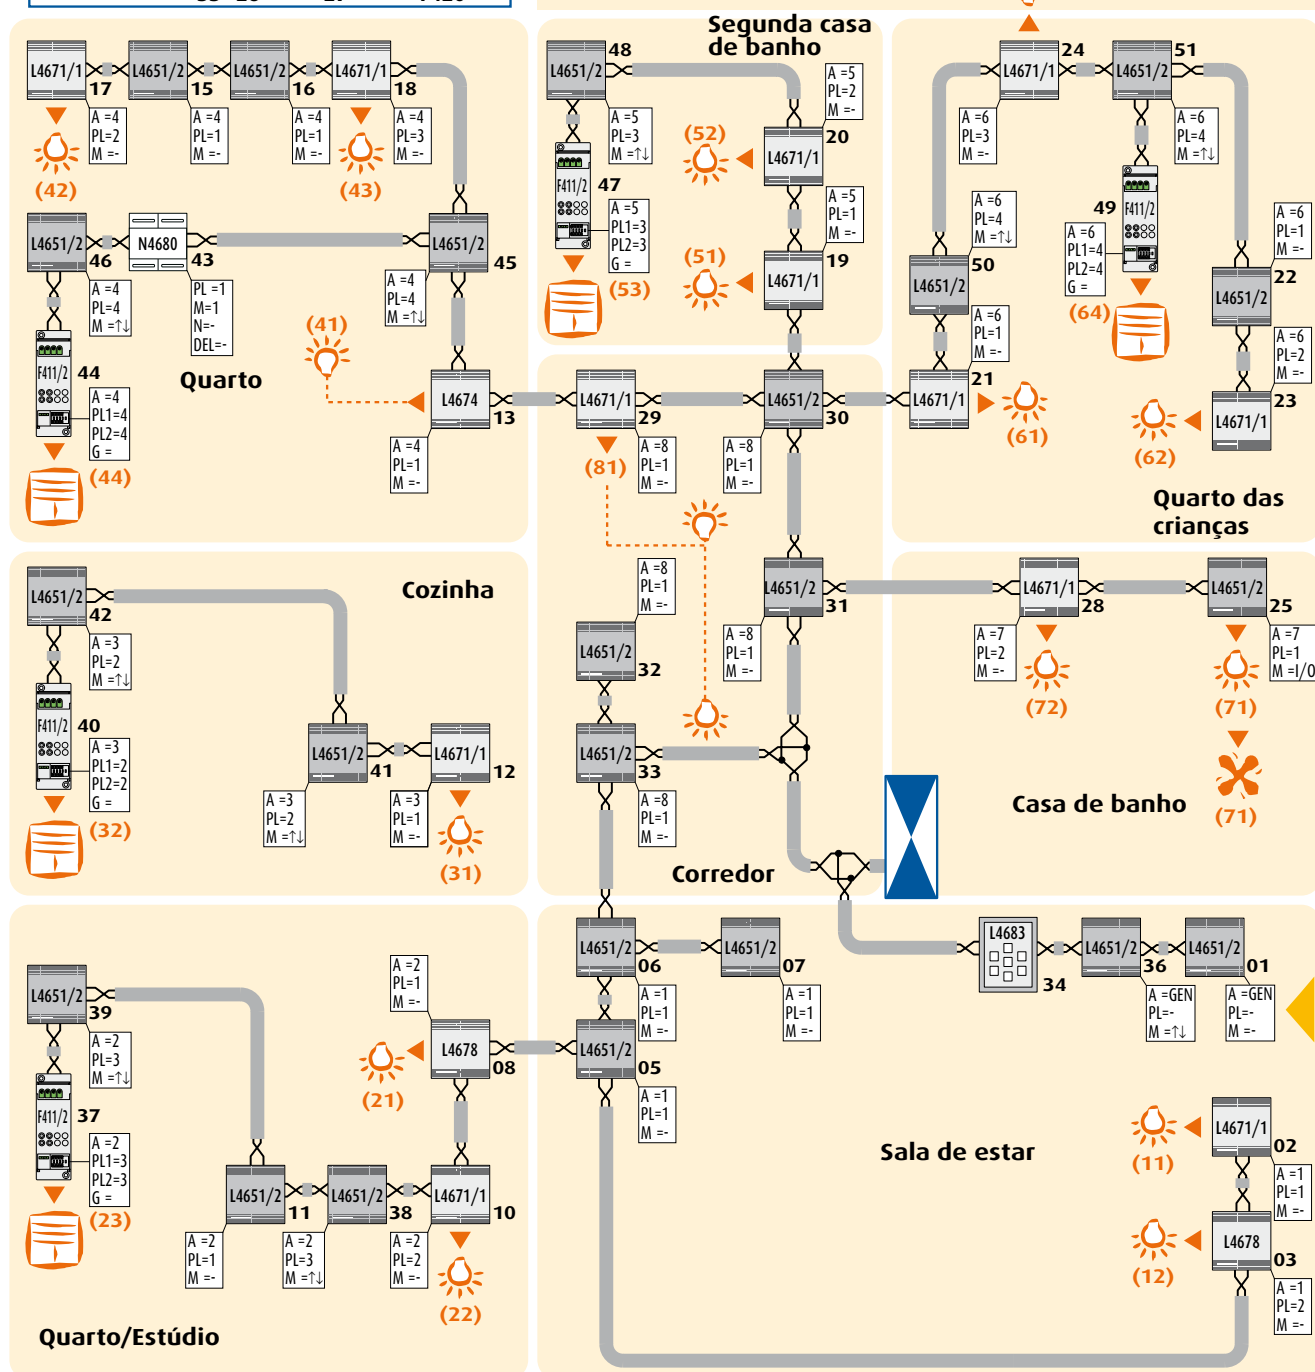 Segunda casa
de banho
L4671/1
17
A =4
PL=2
M =-
(42)
L4651/2
15
A =4
PL=1
M =-
L4651/2
16
A =4
PL=1
M =-
L4671/1
18
A =4
PL=3
M =-
(43)
L4651/2
46
A =4
PL=4
M =↑↓
N4680
43
PL =1
M=1
N=-
DEL=-
L4651/2
45
A =4
PL=4
M =↑↓
F411/2
44
A =4
PL1=4
PL2=4
G =
(44)
Quarto
(41)
L4674
13
A =4
PL=1
M =-
L4651/2
48
A =5
PL=3
M =↑↓
F411/2
47
A =5
PL1=3
PL2=3
G =
(53)
(52)
L4671/1
20
A =5
PL=2
M =-
(51)
L4671/1
19
A =5
PL=1
M =-
L4671/1
24
A =6
PL=3
M =-
L4651/2
51
A =6
PL=4
M =↑↓
L4651/2
50
A =6
PL=4
M =↑↓
F411/2
49
A =6
PL1=4
PL2=4
G =
(64)
L4651/2
22
A =6
PL=1
M =-
L4671/1
21
A =6
PL=1
M =-
(61)
L4671/1
23
A =6
PL=2
M =-
(62)
Quarto das
crianças
L4671/1
29
A =8
PL=1
M =-
(81)
L4651/2
30
A =8
PL=1
M =-
L4651/2
31
A =8
PL=1
M =-
L4651/2
32
A =8
PL=1
M =-
L4651/2
33
A =8
PL=1
M =-
Corredor
Cozinha
L4651/2
42
A =3
PL=2
M =↑↓
F411/2
40
A =3
PL1=2
PL2=2
G =
(32)
L4651/2
41
A =3
PL=2
M =↑↓
L4671/1
12
A =3
PL=1
M =-
(31)
L4671/1
28
A =7
PL=2
M =-
(72)
L4651/2
25
A =7
PL=1
M =I/O
(71)
(71)
Casa de banho
L4651/2
39
A =2
PL=3
M =↑↓
F411/2
37
A =2
PL1=3
PL2=3
G =
(23)
L4651/2
11
A =2
PL=1
M =-
L4651/2
38
A =2
PL=3
M =↑↓
L4671/1
10
A =2
PL=2
M =-
(22)
A =2
PL=1
M =-
L4678
08
(21)
Quarto/Estúdio
L4651/2
06
A =1
PL=1
M =-
L4651/2
07
A =1
PL=1
M =-
L4651/2
05
A =1
PL=1
M =-
L4683
34
L4651/2
36
A =GEN
PL=-
M =↑↓
L4651/2
01
A =GEN
PL=-
M =-
Sala de estar
L4671/1
02
A =1
PL=1
M =-
(11)
L4678
03
A =1
PL=2
M =-
(12)